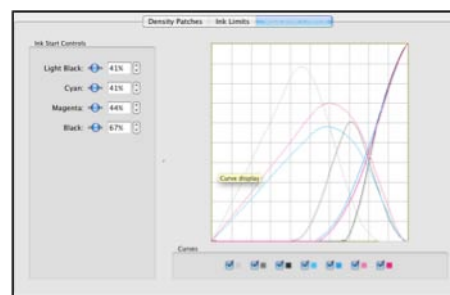 Density Patches Ink Limits
Ink Start Controls
Light Black: 41%
Cyan: 41%
Magenta: 44%
Black: 67%
Curve display
Curves